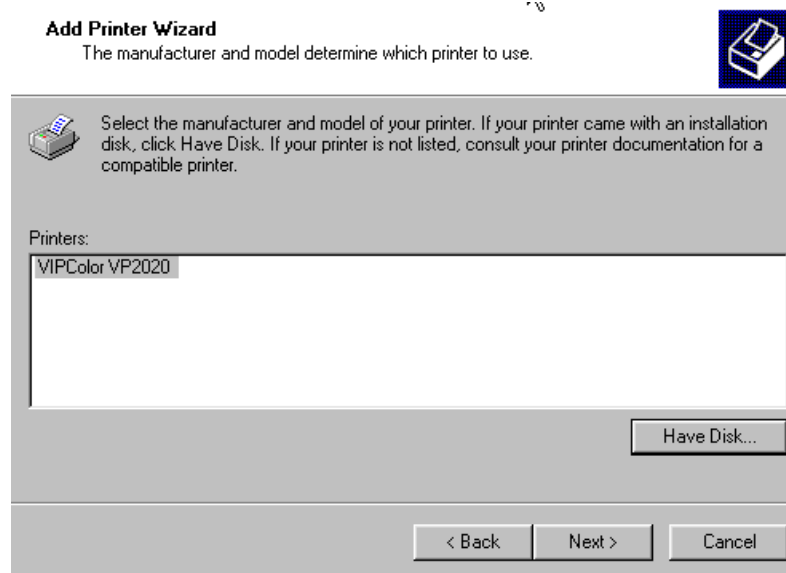 Add Printer Wizard
The manufacturer and model determine which printer to use.
Select the manufacturer and model of your printer. If your printer came with an installation
disk, click Have Disk. If your printer is not listed, consult your printer documentation for a
compatible printer.
Printers:
VIPColor VP2020
Have Disk...
< Back Next > Cancel